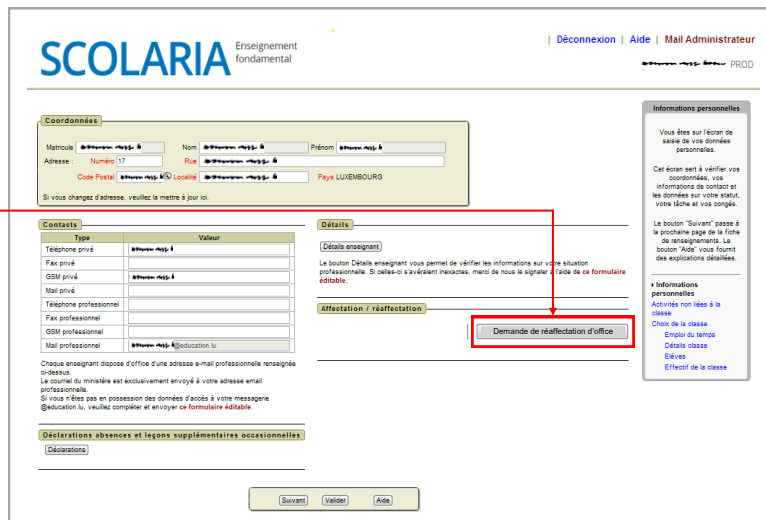 SCOLARIA Enseignement
fondamental
| Déconnexion | Aide | Mail Administrateur
PROD
Coordonnées
Matricule Nom Prénom
Adresse : Numéro 17 Rue
Code Postal Localité Pays LUXEMBOURG
Si vous changez d'adresse, veuillez la mettre à jour ici.
Contacts
Type Valeur
Téléphone privé
Fax privé
GSM privé
Mail privé
Téléphone professionnel
Fax professionnel
GSM professionnel
Mail professionnel @education.lu
Chaque enseignant dispose d'office d'une adresse e-mail professionnelle renseignée
ci-dessus.
Le courriel du ministère est exclusivement envoyé à votre adresse email
professionnelle.
Si vous n'êtes pas en possession des données d'accès à votre messagerie
@education.lu, veuillez compléter et envoyer ce formulaire éditable.
Déclarations absences et leçons supplémentaires occasionnelles
Déclarations
Détails
Détails enseignant
Le bouton Détails enseignant vous permet de vérifier les informations sur votre situation
professionnelle. Si celles-ci s'avéraient inexactes, merci de nous le signaler à l'aide de ce formulaire
éditable.
Affectation / réaffectation
Demande de réaffectation d'office
Suivant Valider Aide
Informations personnelles
Vous êtes sur l'écran de
saisie de vos données
personnelles.
Cet écran sert à vérifier vos
coordonnées, vos
informations de contact et
les données sur votre statut,
votre tâche et vos congés.
Le bouton "Suivant" passe à
la prochaine page de la fiche
de renseignements. Le
bouton "Aide" vous fournit
des explications détaillées.
Informations
personnelles
Activités non liées à la
classe
Choix de la classe
Emploi du temps
Détails classe
Elèves
Effectif de la classe